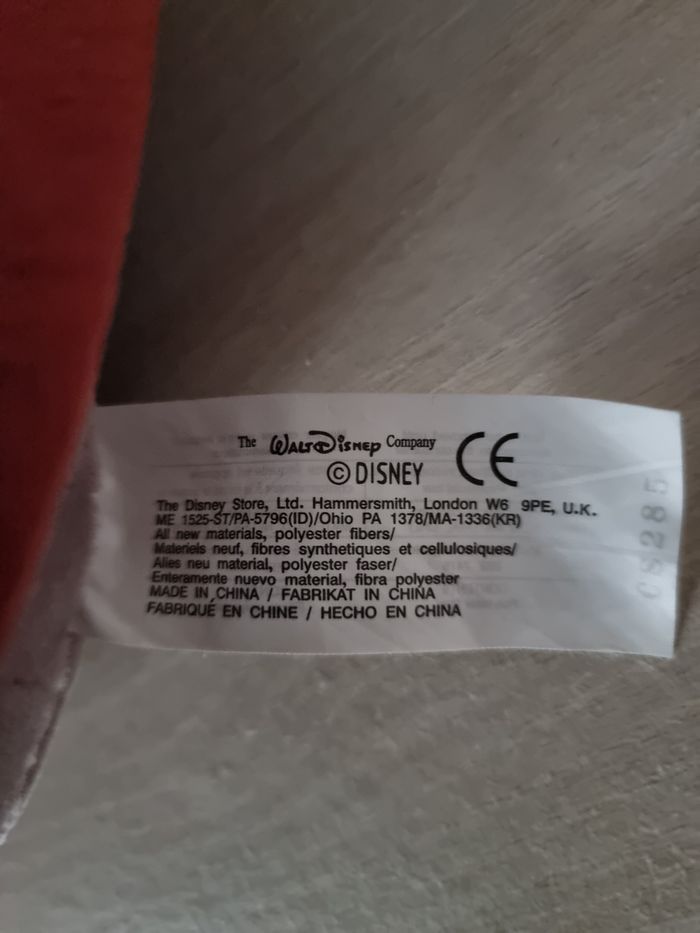 The WALT DISNEY Company CE
© DISNEY
The Disney Store, Ltd. Hammersmith, London W6 9PE, U.K.
ME 1525-ST/PA-5796(ID)/Ohio PA 1378/MA-1336(KR)
All new materials, polyester fibers/
Materiels neuf, fibres synthetiques et cellulosiques/
Alles neu material, polyester faser/
Enteramente nuevo material, fibra polyester
MADE IN CHINA / FABRIKAT IN CHINA
FABRIQUÉ EN CHINE / HECHO EN CHINA